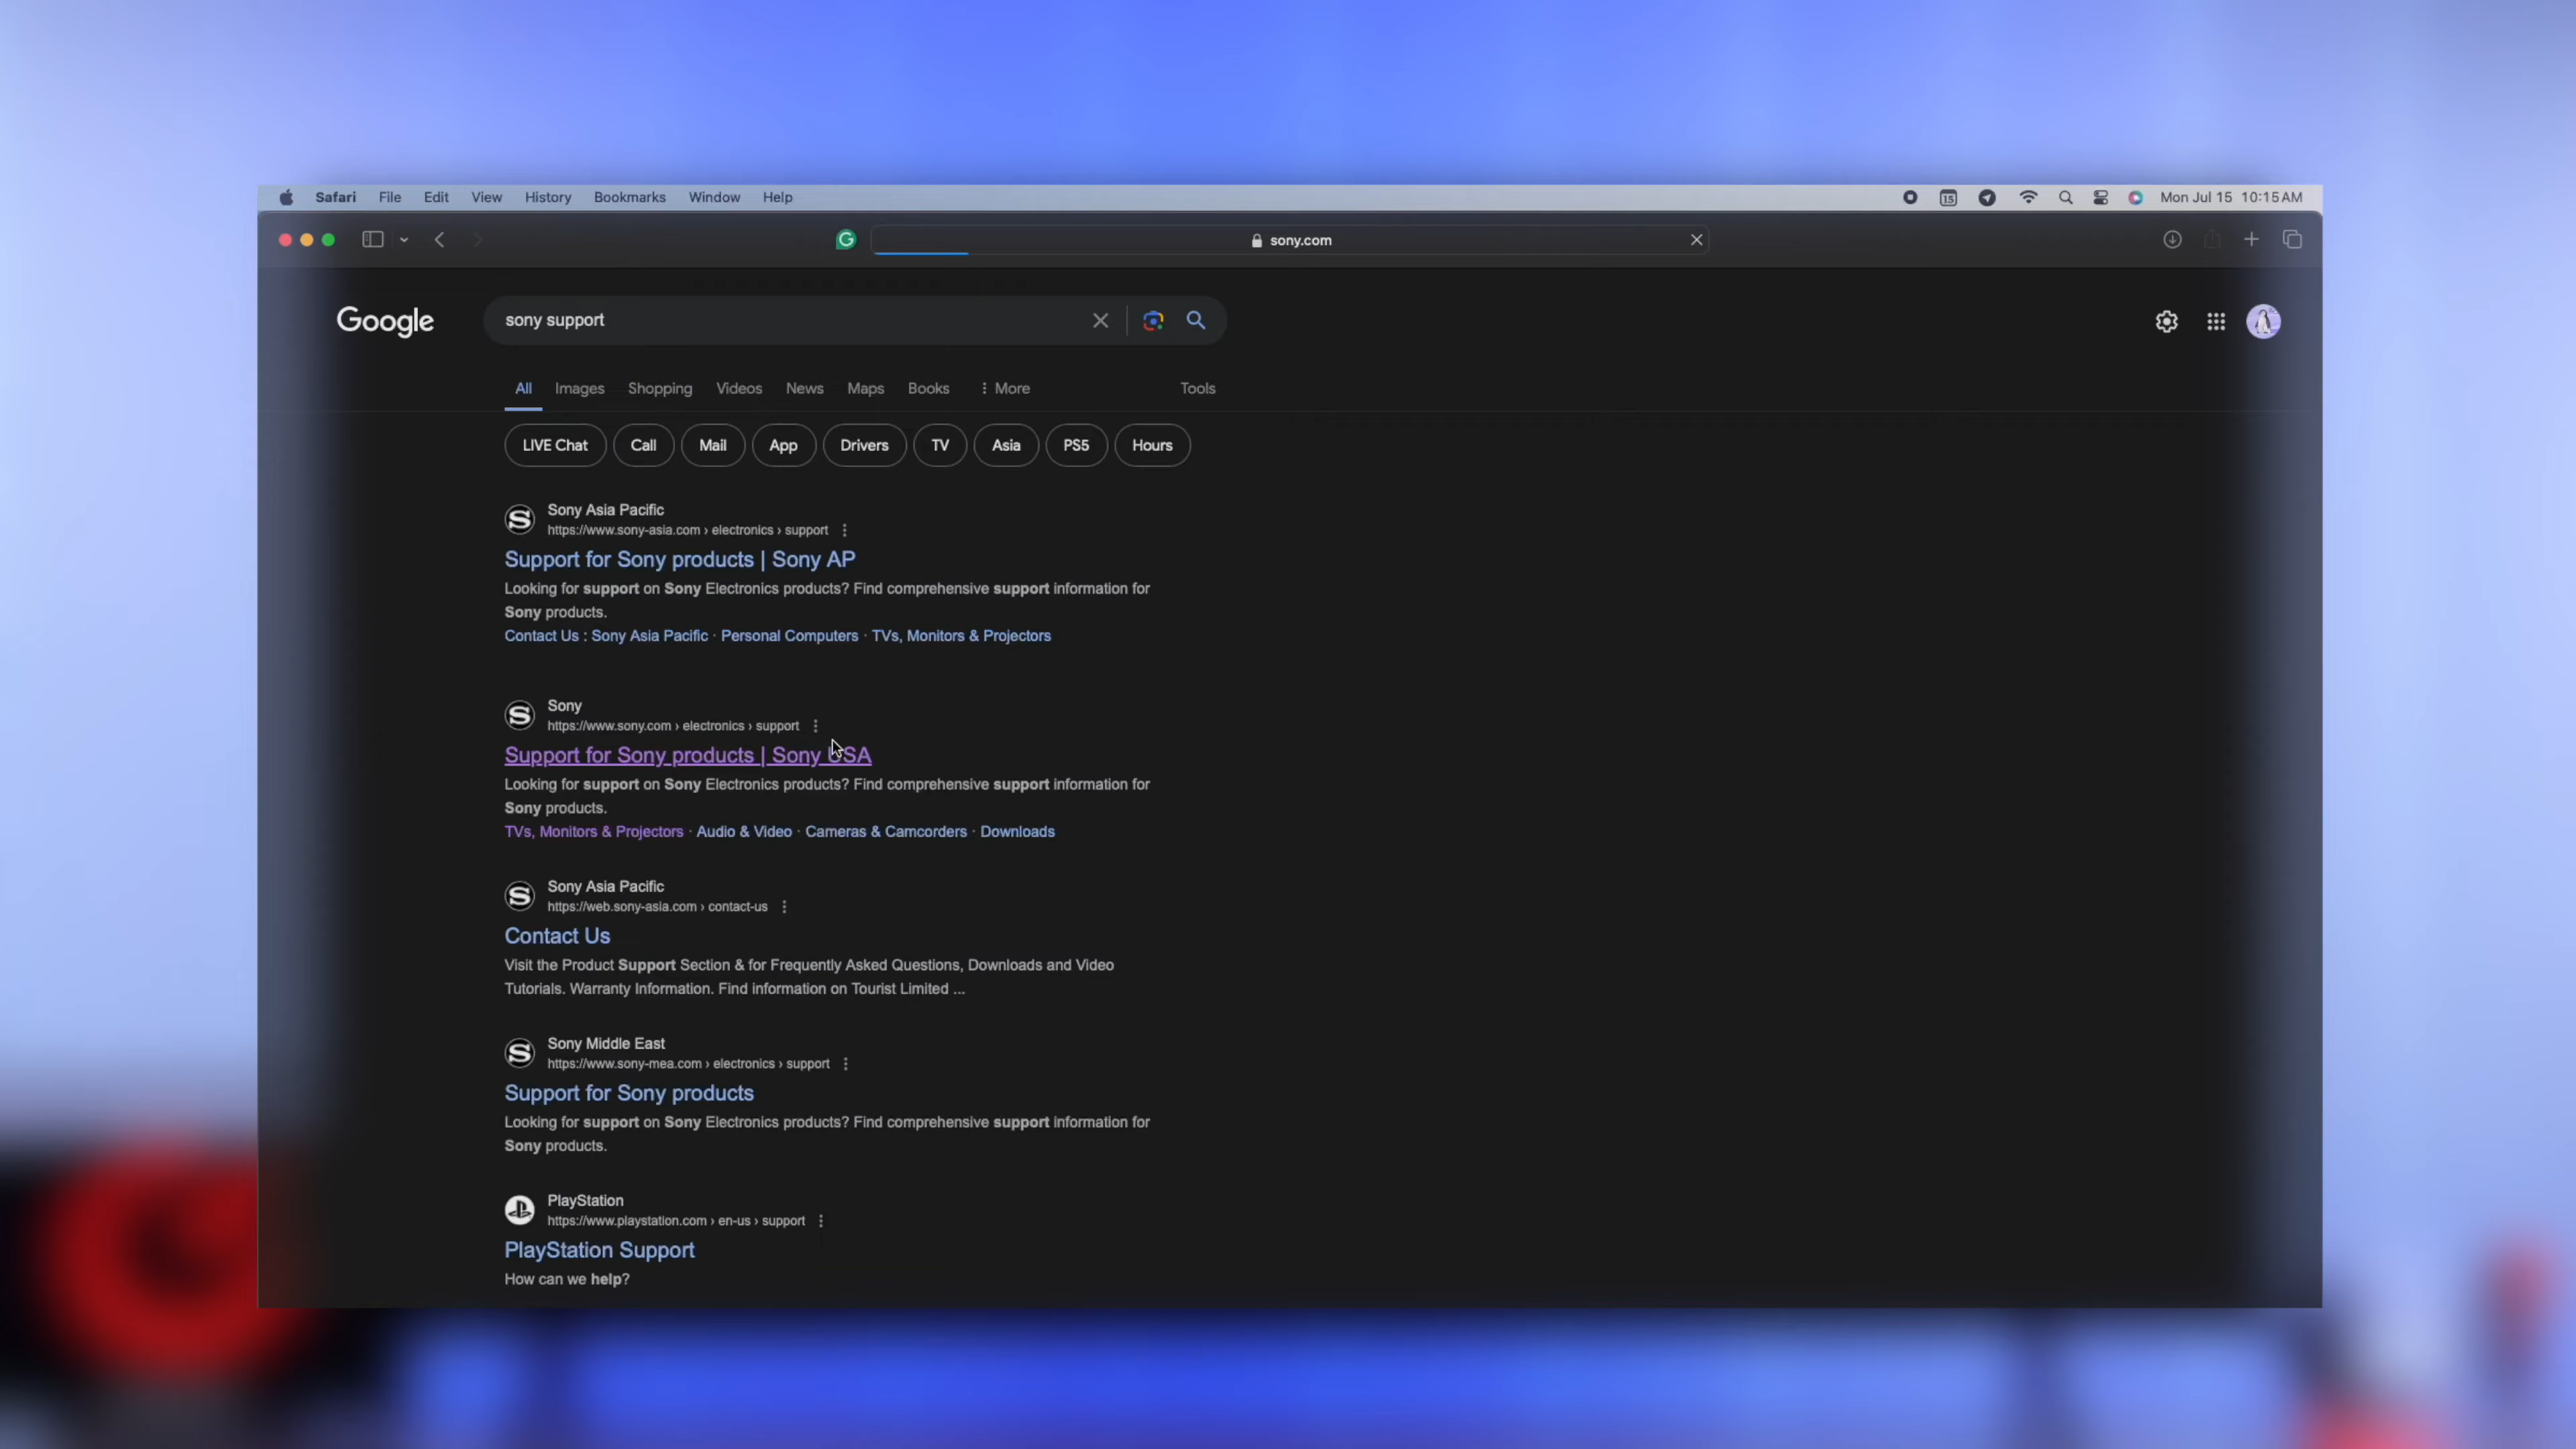 Safari File Edit View History Bookmarks Window Help
15
Mon Jul 15 10:15 AM
sony.com
Google
sony support
All Images Shopping Videos News Maps Books More Tools
LIVE Chat Call Mail App Drivers TV Asia PS5 Hours
Sony Asia Pacific
https://www.sony-asia.com › electronics › support
Support for Sony products | Sony AP
Looking for support on Sony Electronics products? Find comprehensive support information for
Sony products.
Contact Us : Sony Asia Pacific · Personal Computers · TVs, Monitors & Projectors
Sony
https://www.sony.com › electronics › support
Support for Sony products | Sony USA
Looking for support on Sony Electronics products? Find comprehensive support information for
Sony products.
TVs, Monitors & Projectors · Audio & Video · Cameras & Camcorders · Downloads
Sony Asia Pacific
https://web.sony-asia.com › contact-us
Contact Us
Visit the Product Support Section & for Frequently Asked Questions, Downloads and Video
Tutorials. Warranty Information. Find information on Tourist Limited ...
Sony Middle East
https://www.sony-mea.com › electronics › support
Support for Sony products
Looking for support on Sony Electronics products? Find comprehensive support information for
Sony products.
PlayStation
https://www.playstation.com › en-us › support
PlayStation Support
How can we help?